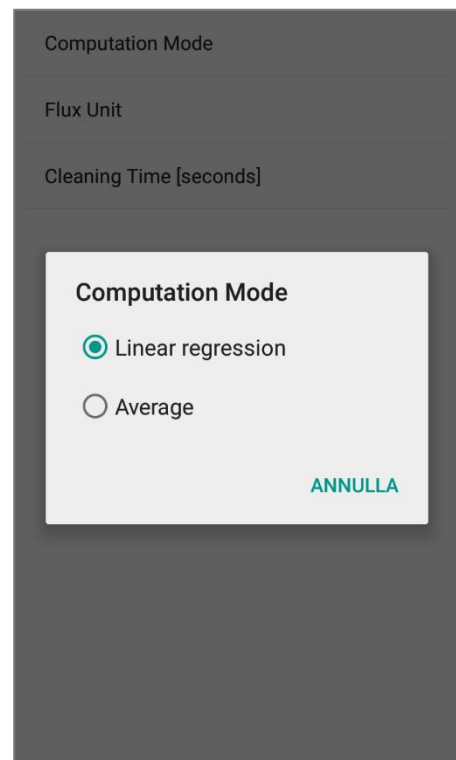 Computation Mode
Flux Unit
Cleaning Time [seconds]
Computation Mode
Linear regression
Average
ANNULLA